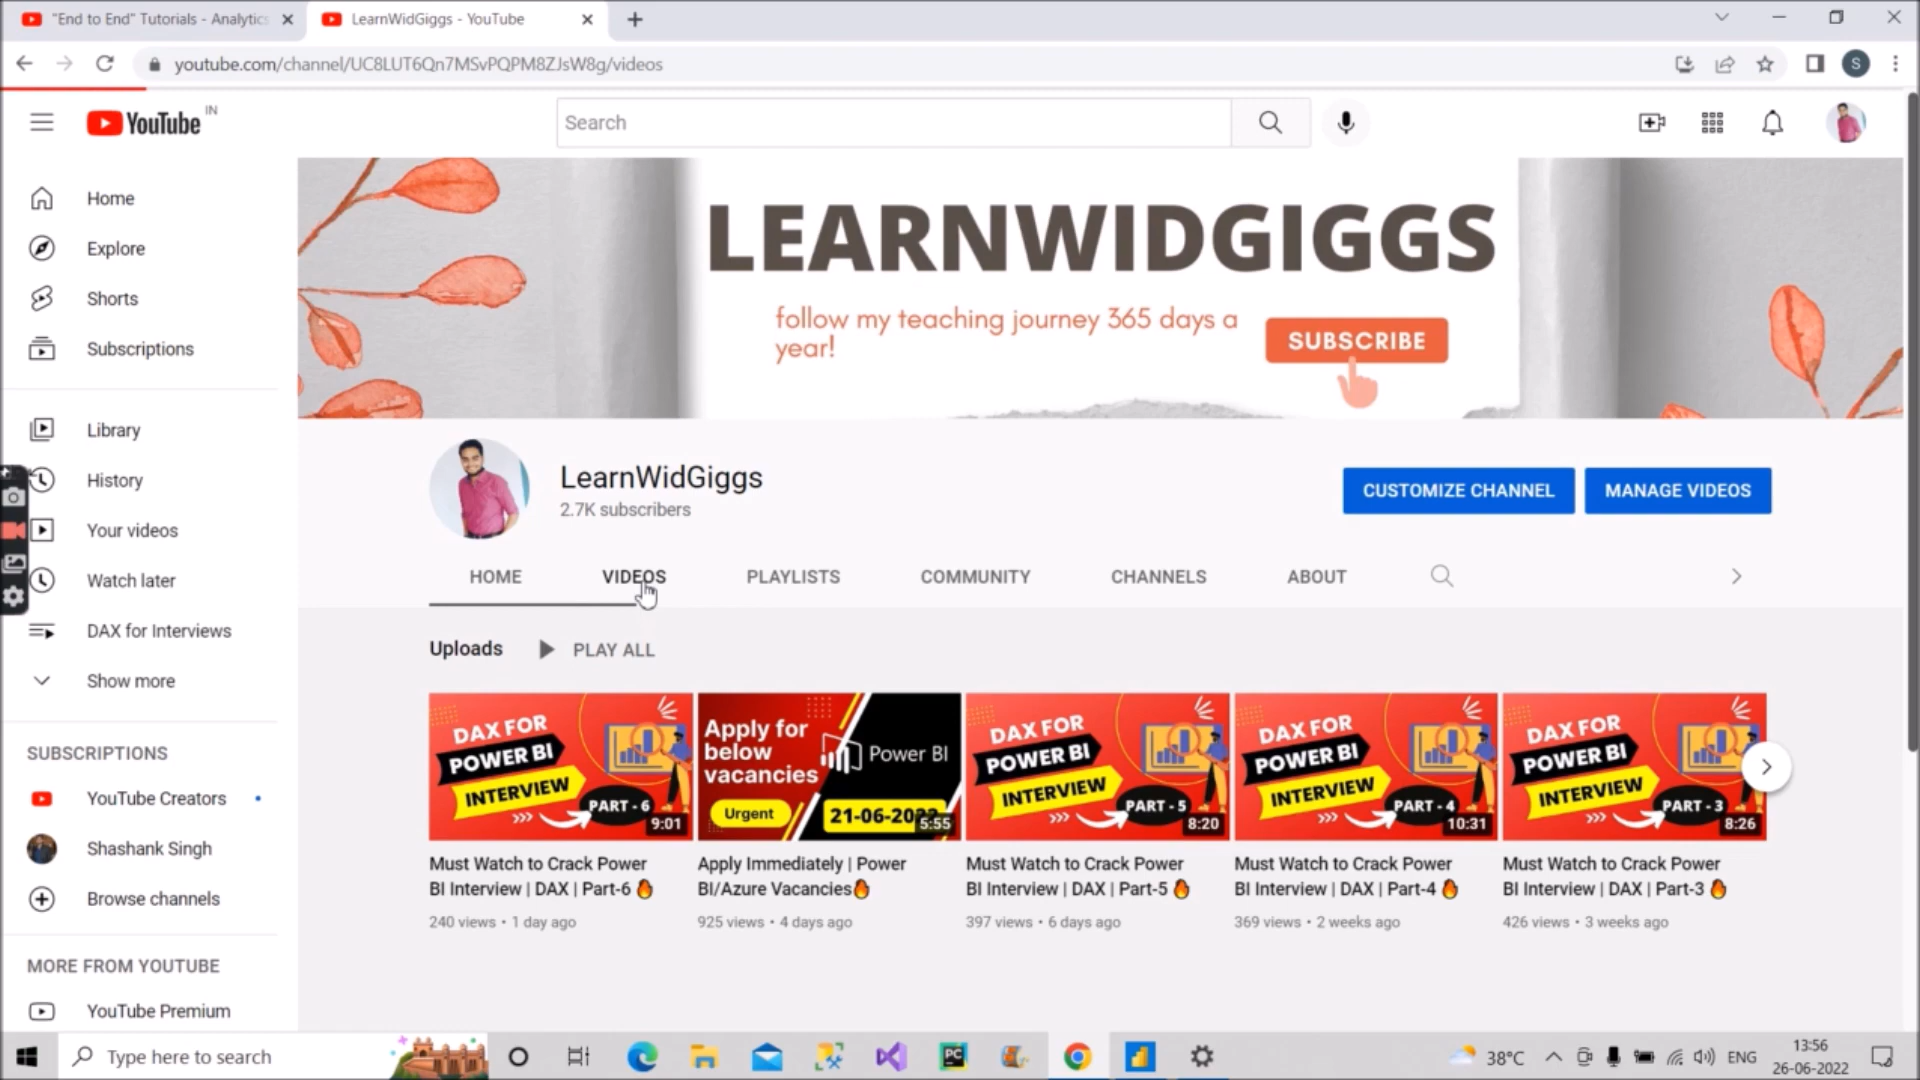 "End to End" Tutorials - Analytics
LearnWidGiggs - YouTube
youtube.com/channel/UC8LUT6Qn7MSvPQPM8ZJsW8g/videos
S
YouTube IN
Search
Home
Explore
Shorts
Subscriptions
Library
History
Your videos
Watch later
DAX for Interviews
Show more
SUBSCRIPTIONS
YouTube Creators
Shashank Singh
Browse channels
MORE FROM YOUTUBE
YouTube Premium
LEARNWIDGIGGS
follow my teaching journey 365 days a
year!
SUBSCRIBE
LearnWidGiggs
2.7K subscribers
CUSTOMIZE CHANNEL
MANAGE VIDEOS
HOME
VIDEOS
PLAYLISTS
COMMUNITY
CHANNELS
ABOUT
Uploads
PLAY ALL
DAX FOR
POWER BI
INTERVIEW
PART - 6
9:01
Must Watch to Crack Power
BI Interview | DAX | Part-6 🔥
240 views • 1 day ago
Apply for
below
vacancies
Power BI
Urgent
21-06-2022
5:55
Apply Immediately | Power
BI/Azure Vacancies🔥
925 views • 4 days ago
DAX FOR
POWER BI
INTERVIEW
PART - 5
8:20
Must Watch to Crack Power
BI Interview | DAX | Part-5 🔥
397 views • 6 days ago
DAX FOR
POWER BI
INTERVIEW
PART - 4
10:31
Must Watch to Crack Power
BI Interview | DAX | Part-4 🔥
369 views • 2 weeks ago
DAX FOR
POWER BI
INTERVIEW
PART - 3
8:26
Must Watch to Crack Power
BI Interview | DAX | Part-3 🔥
426 views • 3 weeks ago
Type here to search
PC
38°C
ENG
13:56
26-06-2022